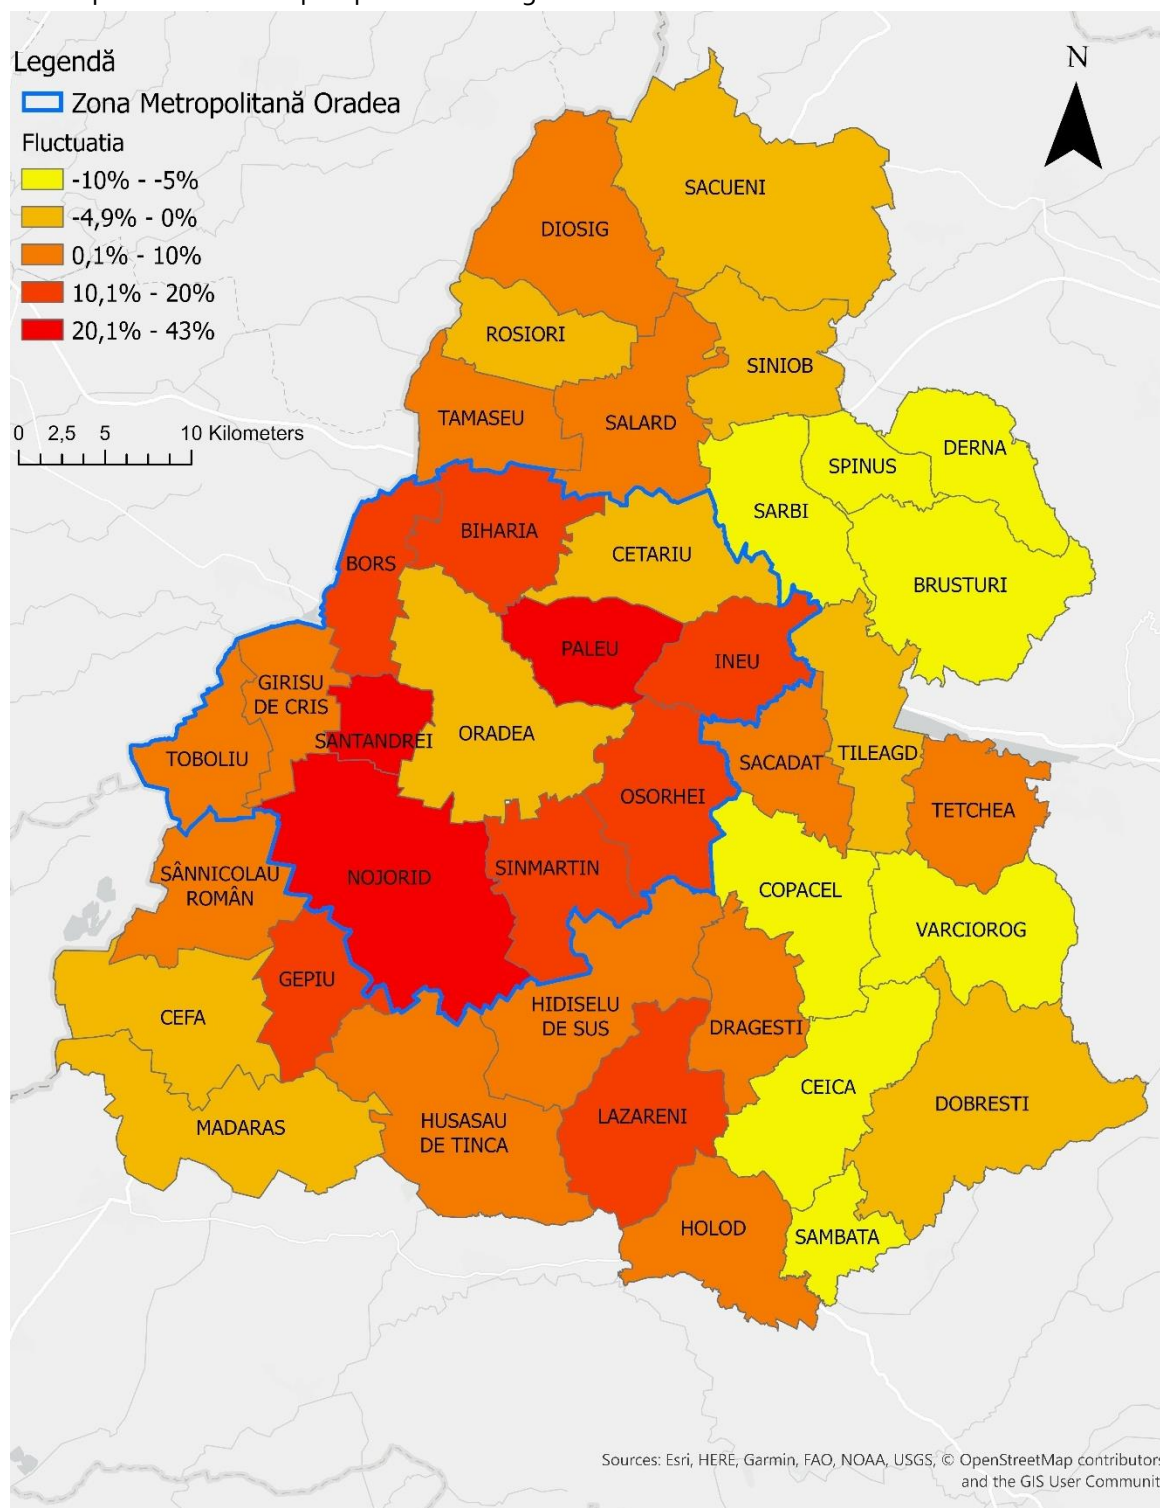 Legendă
Zona Metropolitană Oradea
Fluctuatia
-10% - -5%
-4,9% - 0%
0,1% - 10%
10,1% - 20%
20,1% - 43%
0 2,5 5 10 Kilometers
N
SACUENI
DIOSIG
ROSIORI
SINIOB
TAMASEU
SALARD
DERNA
SPINUS
SARBI
BIHARIA
CETARIU
BORS
BRUSTURI
PALEU
INEU
GIRISU
DE CRIS
SANTANDREI
ORADEA
TOBOLIU
SACADAT
TILEAGD
OSORHEI
TETCHEA
SINMARTIN
NOJORID
SÂNNICOLAU
ROMÂN
COPACEL
VARCIOROG
GEPIU
CEFA
HIDISELU
DE SUS
DRAGESTI
CEICA
DOBRESTI
LAZARENI
MADARAS
HUSASAU
DE TINCA
HOLOD
SAMBATA
Sources: Esri, HERE, Garmin, FAO, NOAA, USGS, © OpenStreetMap contributors
and the GIS User Communit